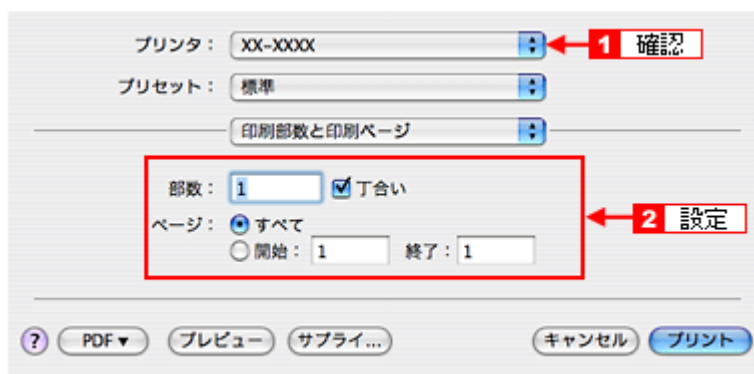 プリンタ： XX-XXXX 1 確認
プリセット： 標準
印刷部数と印刷ページ
部数： 1 丁合い
ページ： すべて
2 設定
開始： 1 終了：1
? PDF▼ プレビュー サプライ... キャンセル プリント